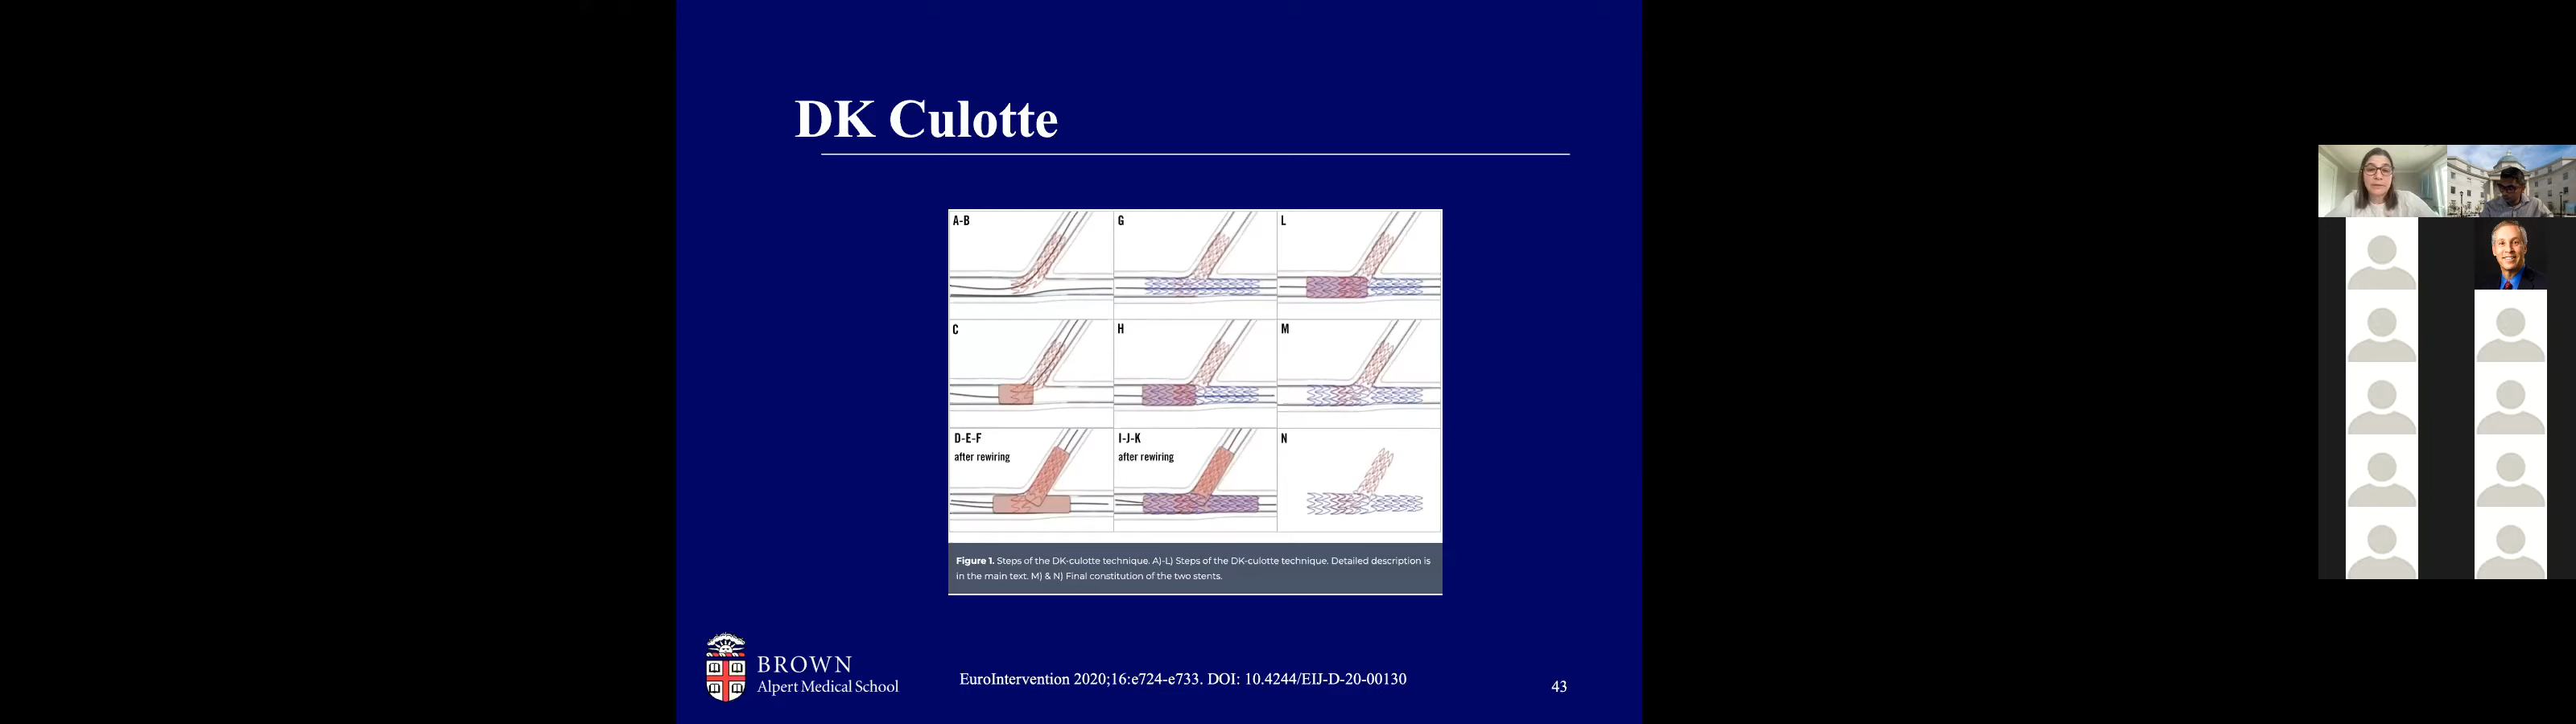 DK Culotte
A-B
G
L
C
H
M
D-E-F
after rewiring
I-J-K
after rewiring
N
Figure 1. Steps of the DK-culotte technique. A)-L) Steps of the DK-culotte technique. Detailed description is
in the main text. M) & N) Final constitution of the two stents.
BROWN
Alpert Medical School
EuroIntervention 2020;16:e724-e733. DOI: 10.4244/EIJ-D-20-00130
43